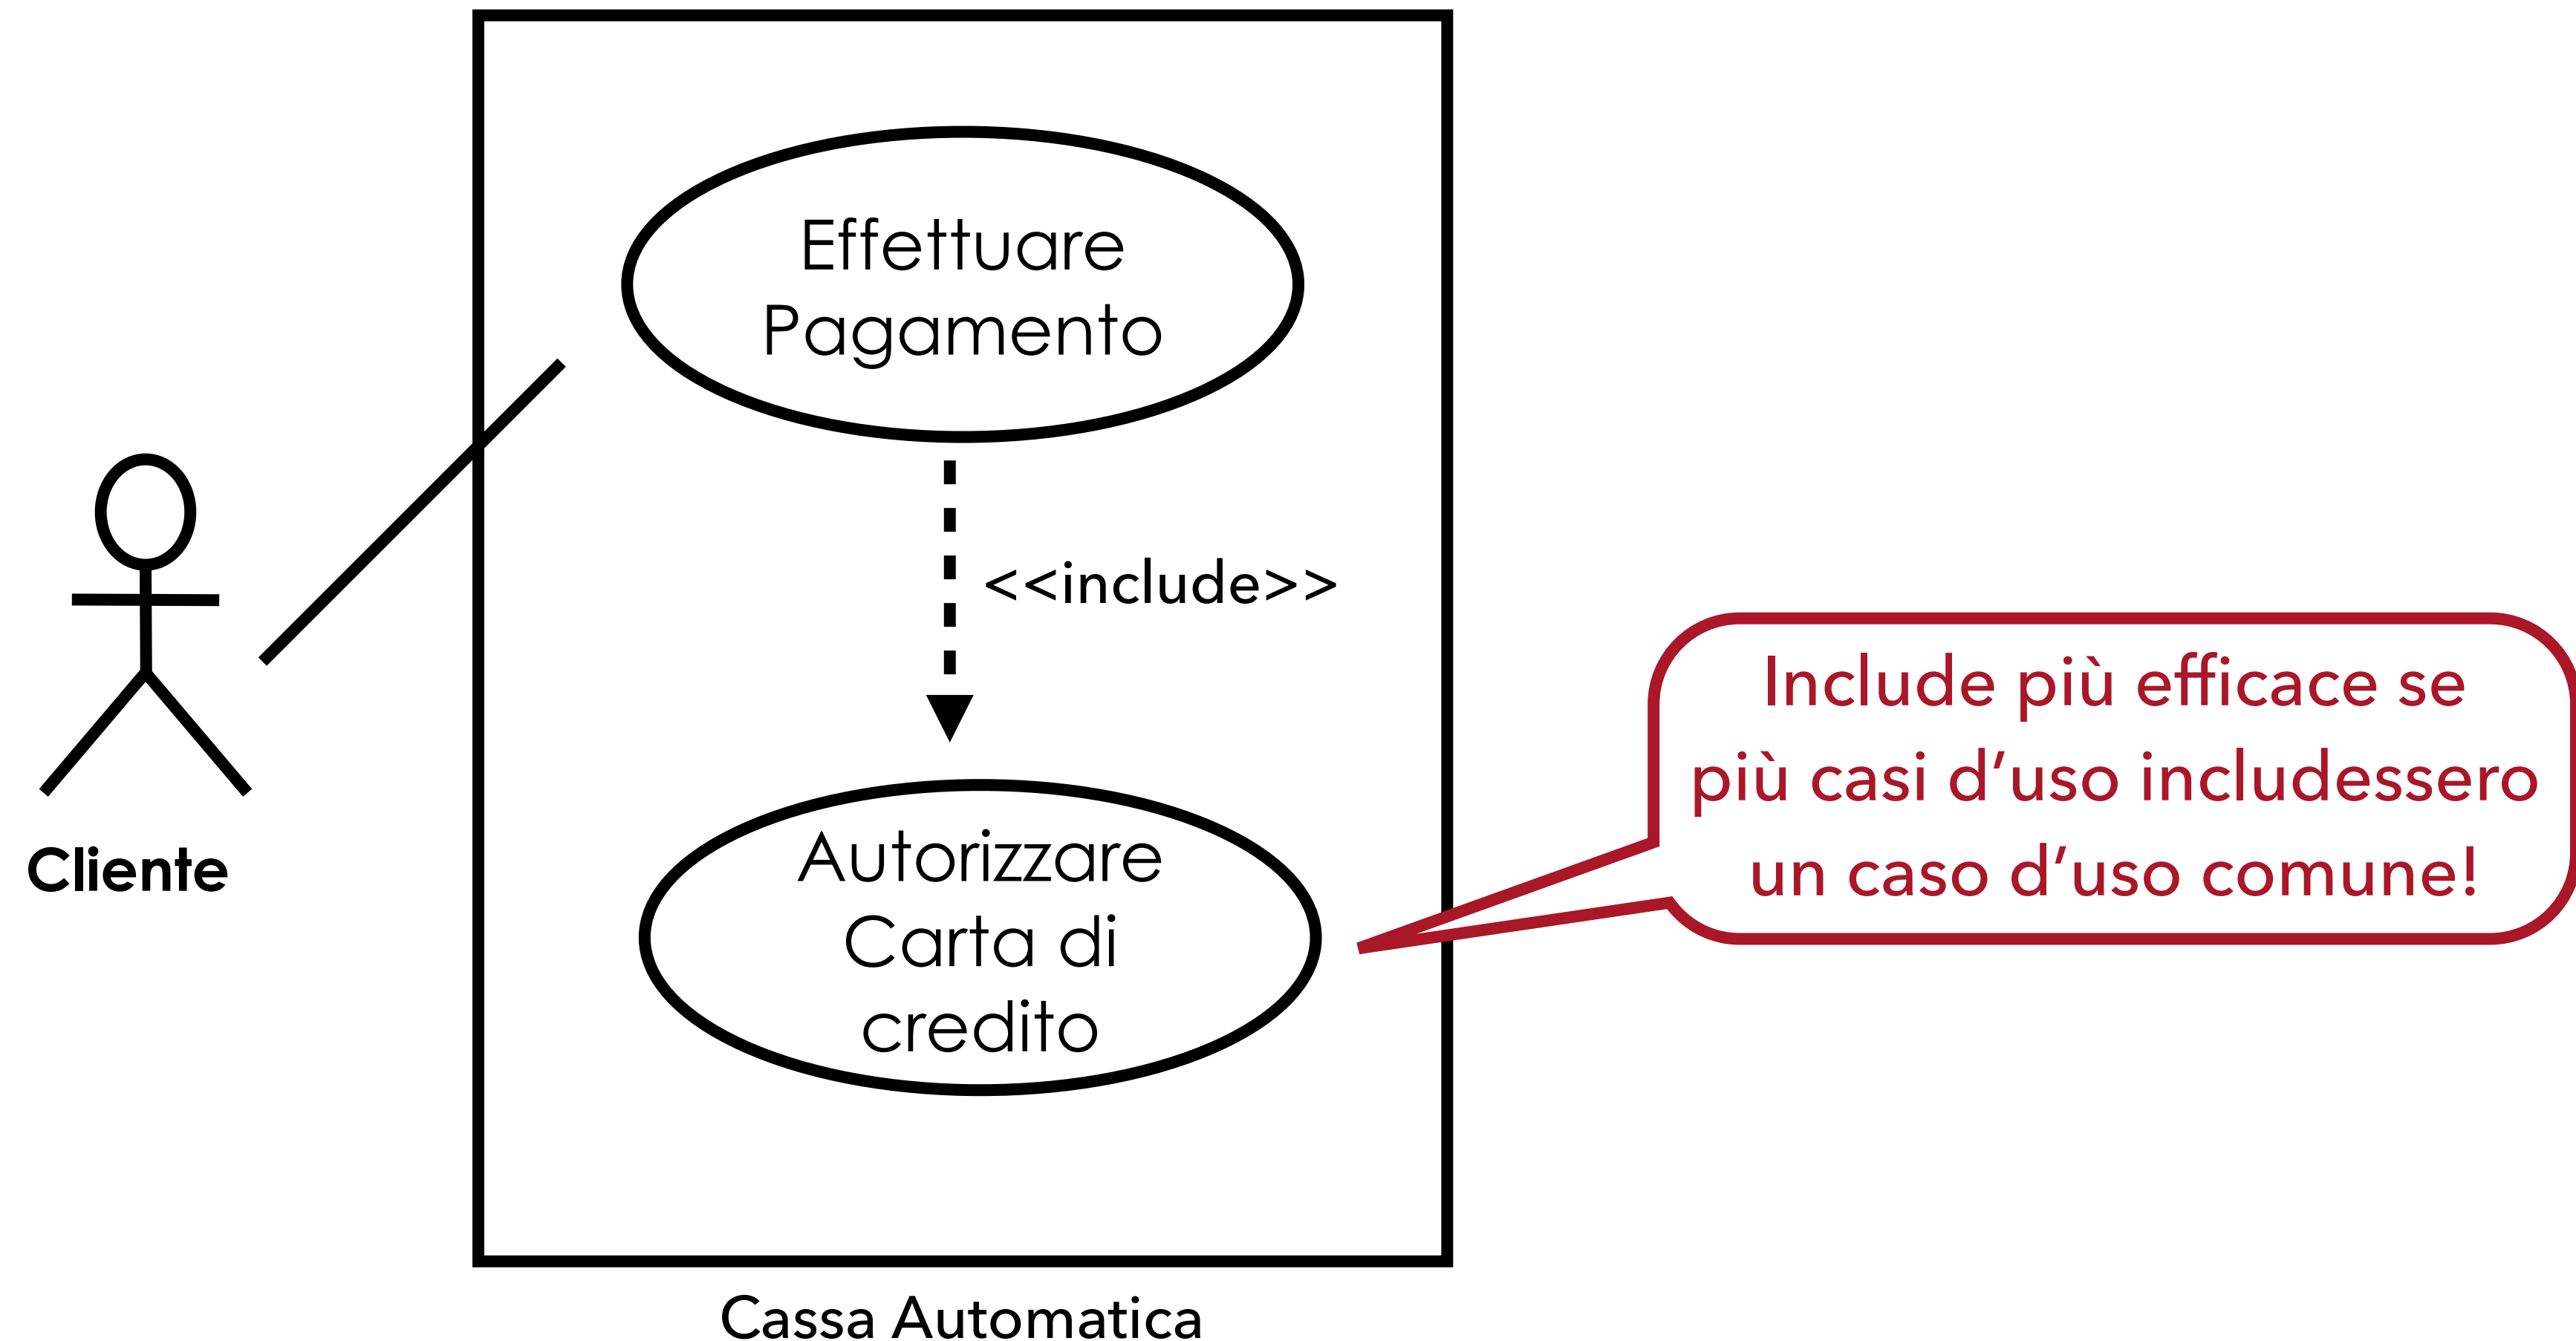 Effettuare
Pagamento
<<include>>
Include più efficace se
più casi d’uso includessero
un caso d’uso comune!
Autorizzare
Carta di
credito
Cliente
Cassa Automatica